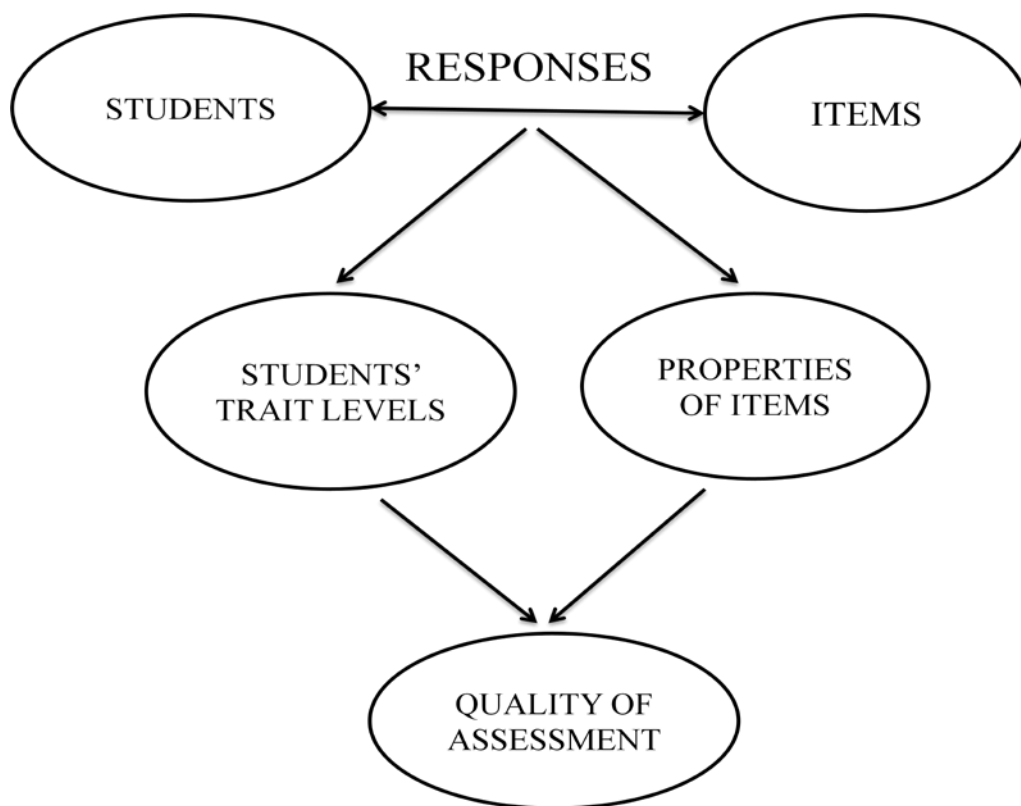 RESPONSES
STUDENTS
ITEMS
STUDENTS’
TRAIT LEVELS
PROPERTIES
OF ITEMS
QUALITY OF
ASSESSMENT